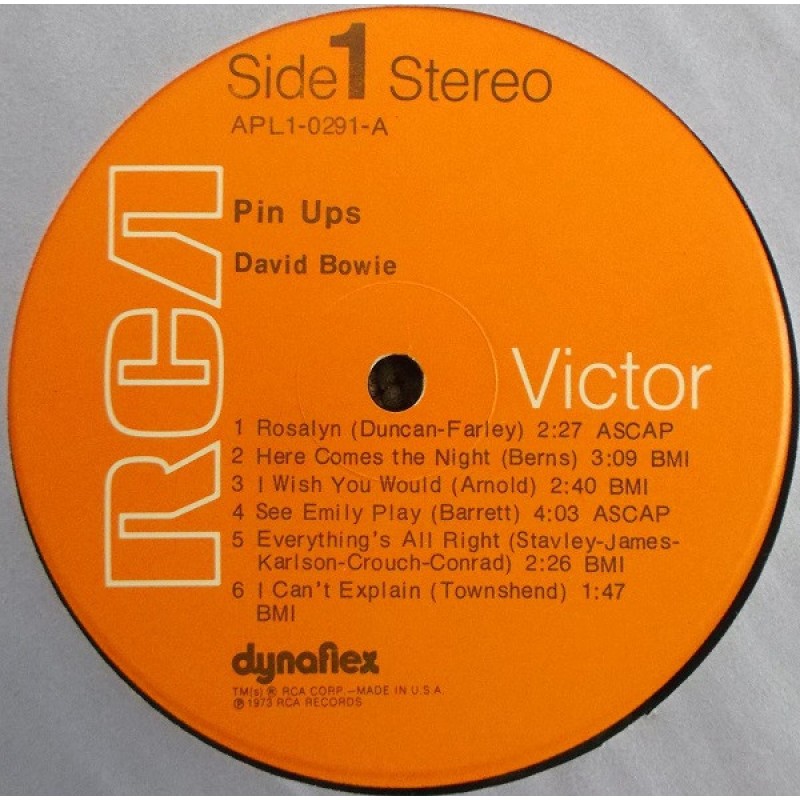 Side 1 Stereo
APL1-0291-A
Pin Ups
David Bowie
RCA
Victor
1 Rosalyn (Duncan-Farley) 2:27 ASCAP
2 Here Comes the Night (Berns) 3:09 BMI
3 I Wish You Would (Arnold) 2:40 BMI
4 See Emily Play (Barrett) 4:03 ASCAP
5 Everything's All Right (Stavley-James-
Karlson-Crouch-Conrad) 2:26 BMI
6 I Can't Explain (Townshend) 1:47
BMI
dynaflex
TM(s) ® RCA CORP.—MADE IN U.S.A.
℗ 1973 RCA RECORDS